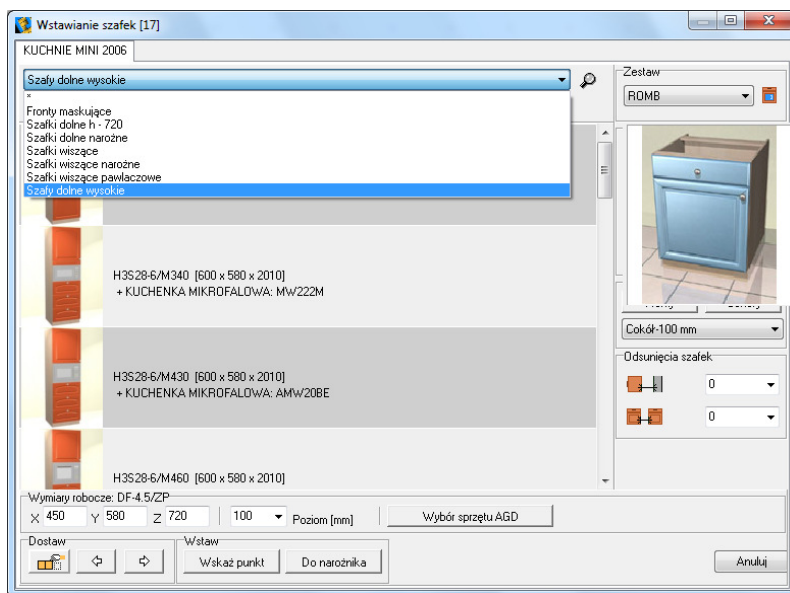 Wstawianie szafek [17]
KUCHNIE MINI 2006
Szafy dolne wysokie
*
Fronty maskujące
Szafki dolne h - 720
Szafki dolne narożne
Szafki wiszące
Szafki wiszące narożne
Szafki wiszące pawlaczowe
Szafy dolne wysokie
H3S28-6/M340 [600 x 580 x 2010]
+ KUCHENKA MIKROFALOWA: MW222M
H3S28-6/M430 [600 x 580 x 2010]
+ KUCHENKA MIKROFALOWA: AMW20BE
H3S28-6/M460 [600 x 580 x 2010]
Zestaw
ROMB
Cokół-100 mm
Odsunięcia szafek
0
0
Wymiary robocze: DF-4.5/ZP
X 450 Y 580 Z 720 100 Poziom [mm] Wybór sprzętu AGD
Dostaw Wstaw
Wskaż punkt Do narożnika Anuluj